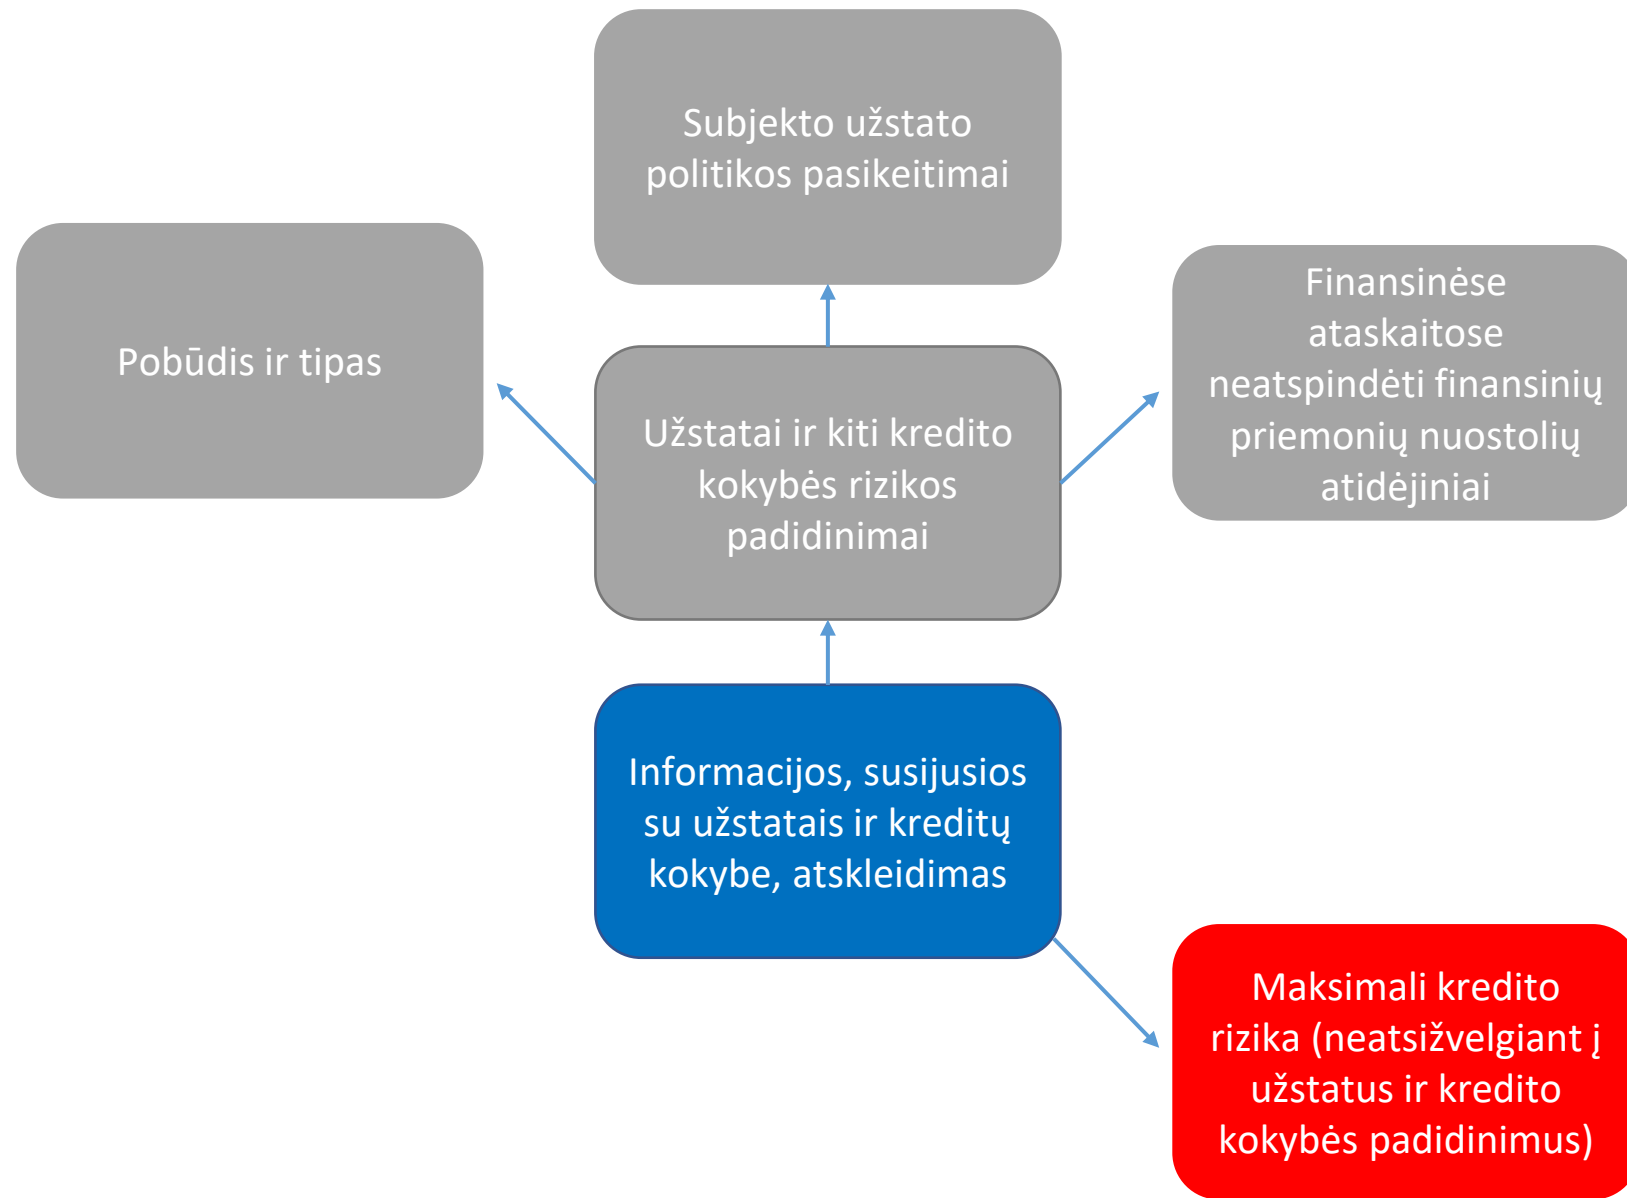 Subjekto užstato
politikos pasikeitimai
Pobūdis ir tipas
Finansinėse
ataskaitose
neatspindėti finansinių
priemonių nuostolių
atidėjiniai
Užstatai ir kiti kredito
kokybės rizikos
padidinimai
Informacijos, susijusios
su užstatais ir kreditų
kokybe, atskleidimas
Maksimali kredito
rizika (neatsižvelgiant į
užstatus ir kredito
kokybės padidinimus)